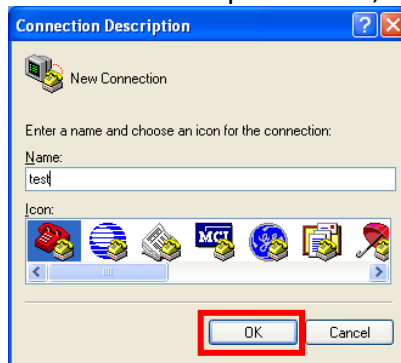 Connection Description
New Connection
Enter a name and choose an icon for the connection:
Name:
test
Icon:
MCI
OK Cancel